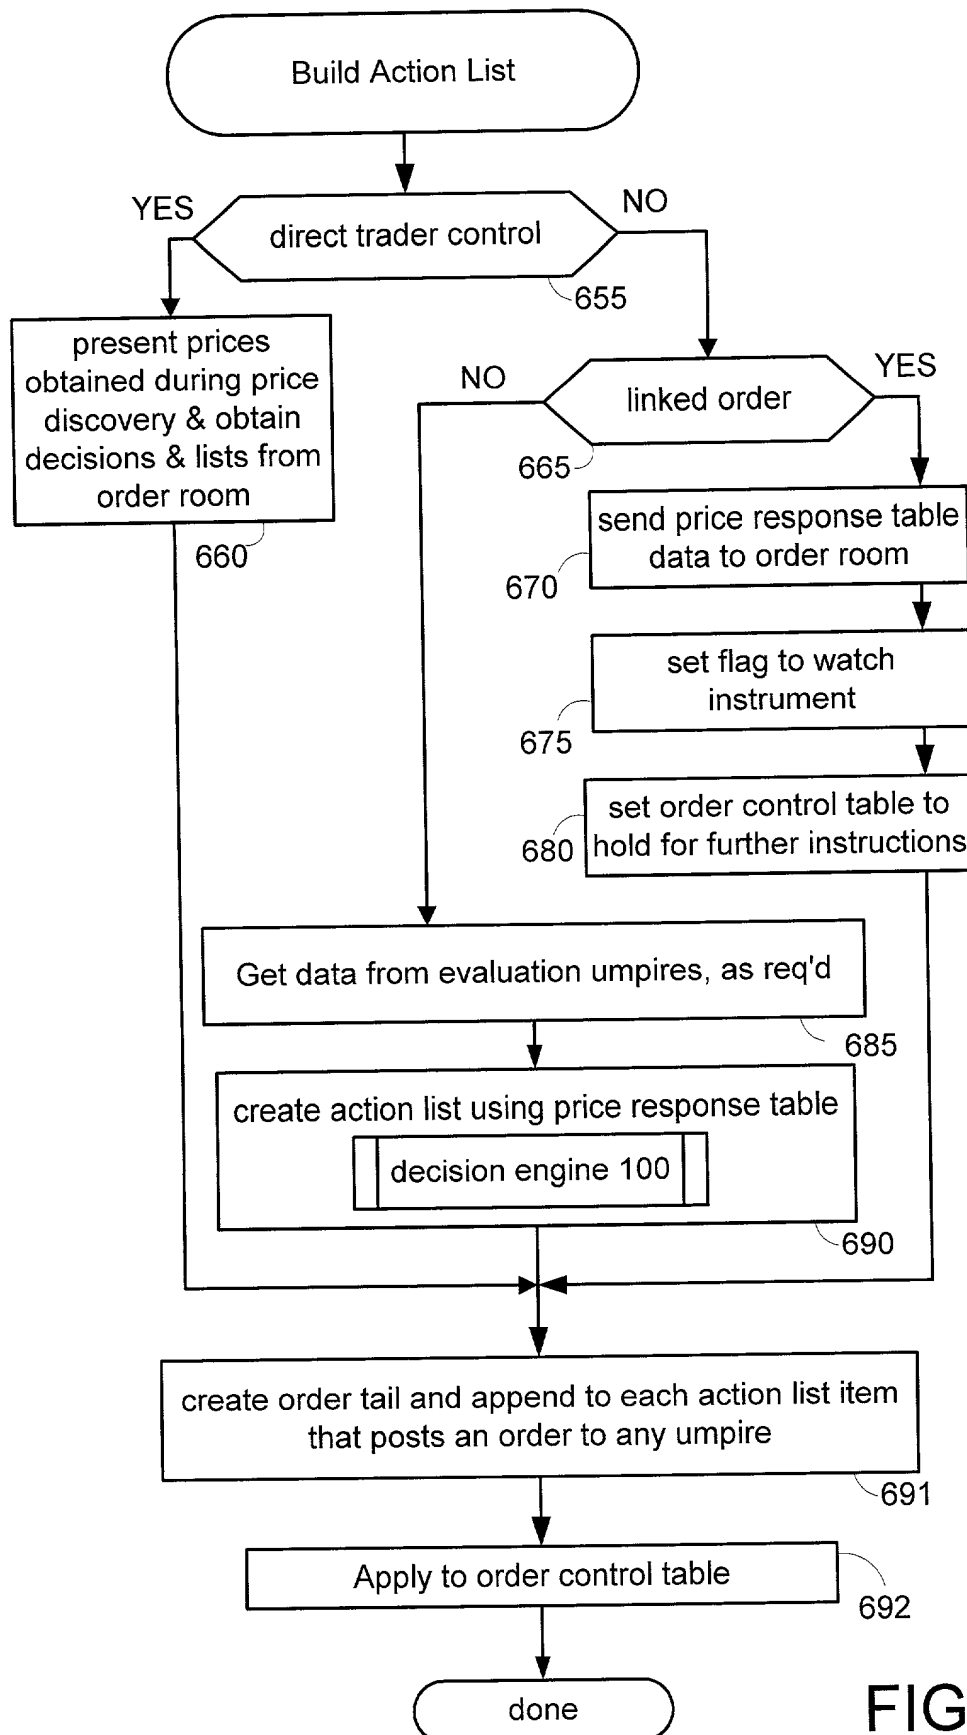 Build Action List
YES
NO
direct trader control
655
present prices
obtained during price
discovery & obtain
decisions & lists from
order room
660
NO
YES
linked order
665
send price response table
data to order room
670
set flag to watch
instrument
675
set order control table to
hold for further instructions
680
Get data from evaluation umpires, as req'd
685
create action list using price response table
decision engine 100
690
create order tail and append to each action list item
that posts an order to any umpire
691
Apply to order control table
692
done
FIG